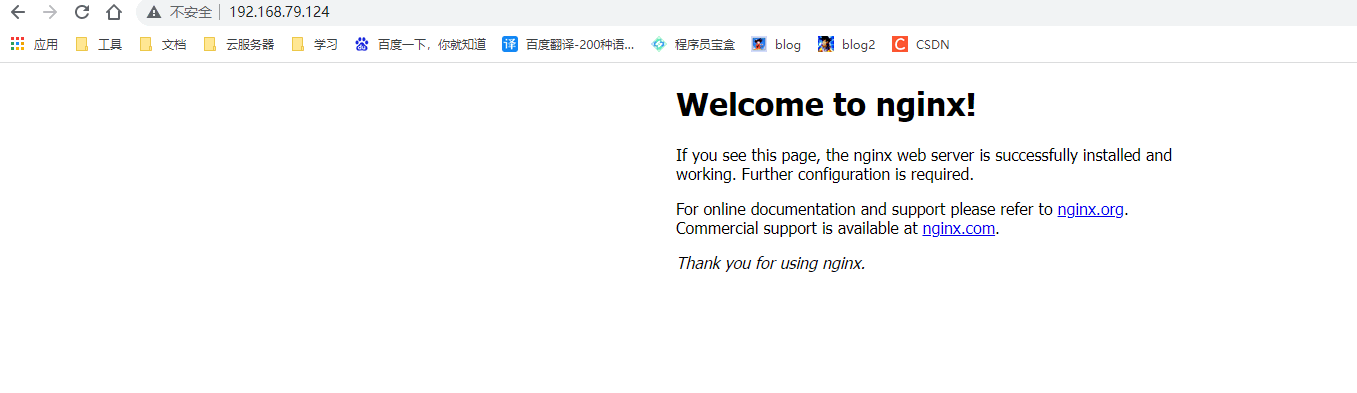 不安全 192.168.79.124
应用 工具 文档 云服务器 学习 百度一下，你就知道 译 百度翻译-200种语... 程序员宝盒 blog blog2 C CSDN
Welcome to nginx!
If you see this page, the nginx web server is successfully installed and
working. Further configuration is required.
For online documentation and support please refer to nginx.org.
Commercial support is available at nginx.com.
Thank you for using nginx.